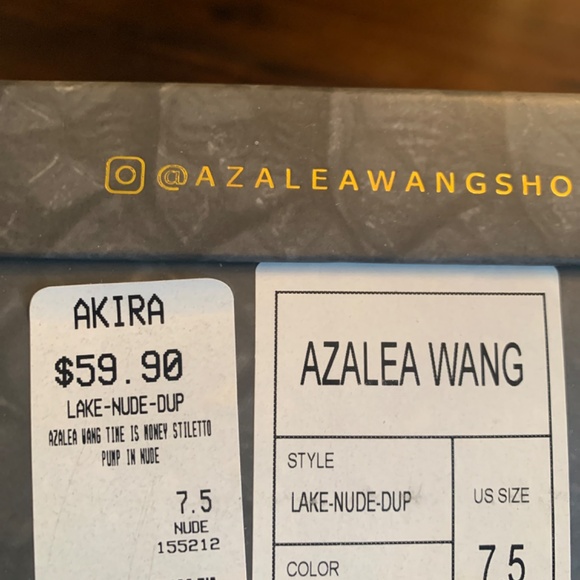 @AZALEAWANGSHO
AKIRA
$59.90
LAKE-NUDE-DUP
AZALEA WANG TIME IS MONEY STILETTO
PUMP IN NUDE
7.5
NUDE
155212
AZALEA WANG
STYLE
LAKE-NUDE-DUP
US SIZE
7.5
COLOR